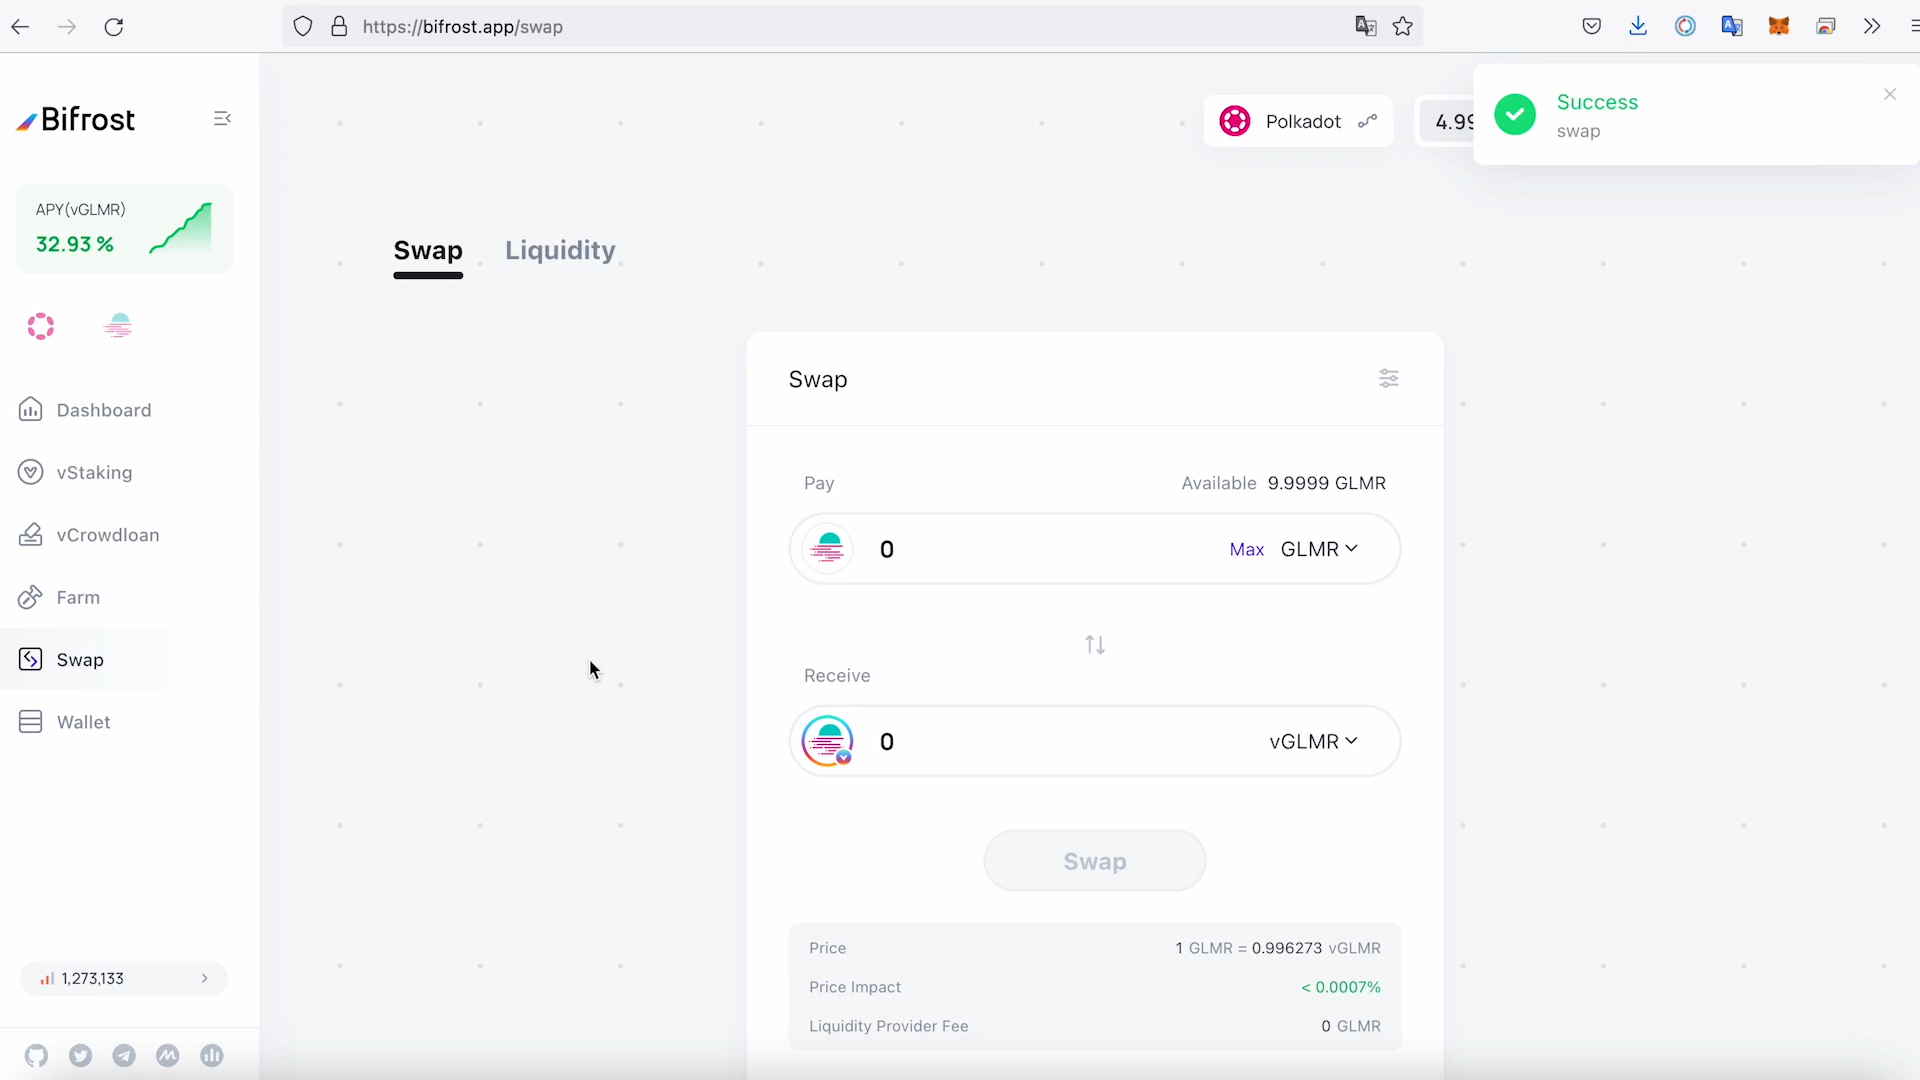 https://bifrost.app/swap
Bifrost
Polkadot
4.99
Success
swap
APY(vGLMR)
32.93 %
Swap
Liquidity
Dashboard
vStaking
vCrowdloan
Farm
Swap
Wallet
1,273,133
Swap
Pay
Available 9.9999 GLMR
0
Max GLMR
Receive
0
vGLMR
Swap
Price
1 GLMR = 0.996273 vGLMR
Price Impact
< 0.0007%
Liquidity Provider Fee
0 GLMR